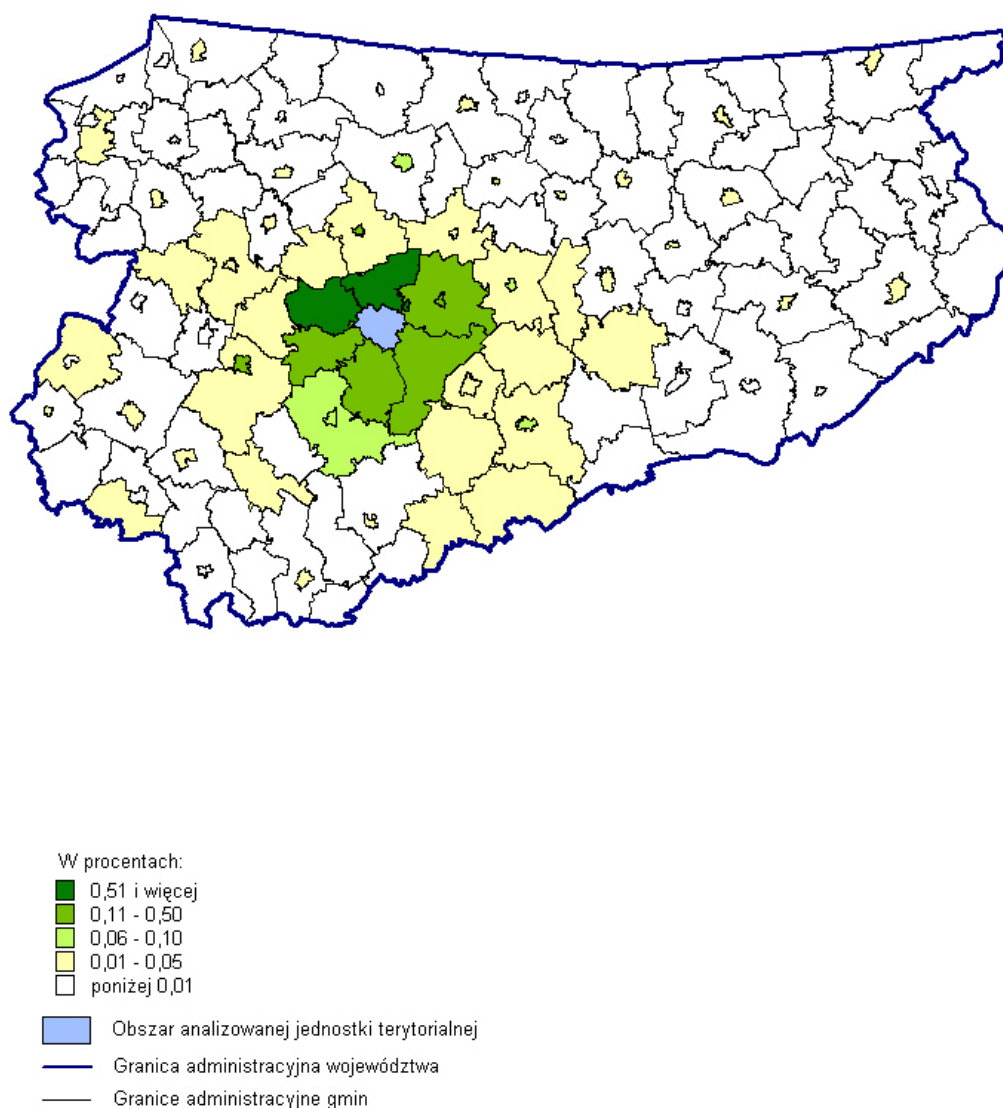 W procentach:
0,51 i więcej
0,11 - 0,50
0,06 - 0,10
0,01 - 0,05
poniżej 0,01
Obszar analizowanej jednostki terytorialnej
Granica administracyjna województwa
Granice administracyjne gmin